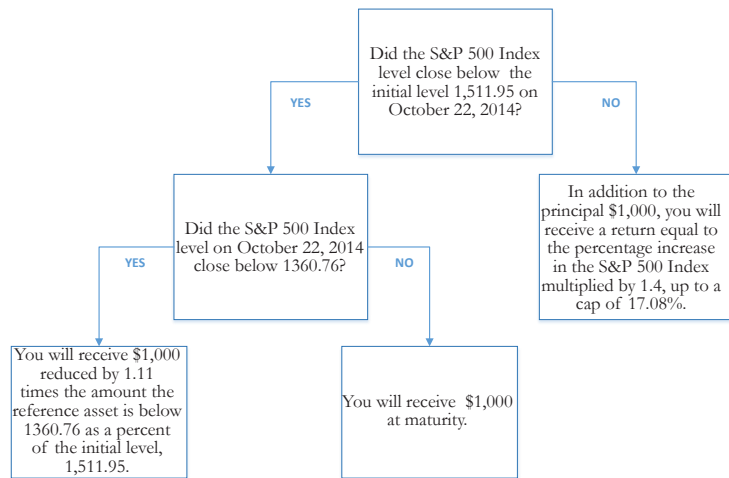 Did the S&P 500 Index
level close below the
initial level 1,511.95 on
October 22, 2014?
YES
NO
Did the S&P 500 Index
level on October 22, 2014
close below 1360.76?
In addition to the
principal $1,000, you will
receive a return equal to
the percentage increase
in the S&P 500 Index
multiplied by 1.4, up to a
cap of 17.08%.
YES
NO
You will receive $1,000
reduced by 1.11
times the amount the
reference asset is below
1360.76 as a percent
of the initial level,
1,511.95.
You will receive $1,000
at maturity.